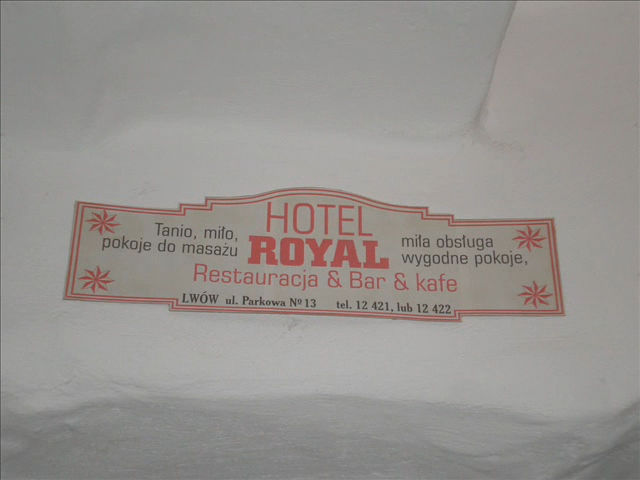 HOTEL
Tanio, miło,
pokoje do masażu
ROYAL
miła obsługa
wygodne pokoje,
Restauracja & Bar & kafe
LWÓW ul. Parkowa Nº 13 tel. 12 421, lub 12 422